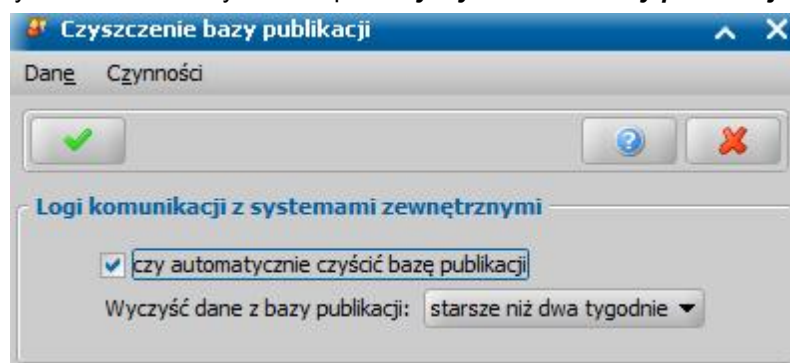 Czyszczenie bazy publikacji
Dane Czynności
Logi komunikacji z systemami zewnętrznymi
czy automatycznie czyścić bazę publikacji
Wyczyść dane z bazy publikacji: starsze niż dwa tygodnie